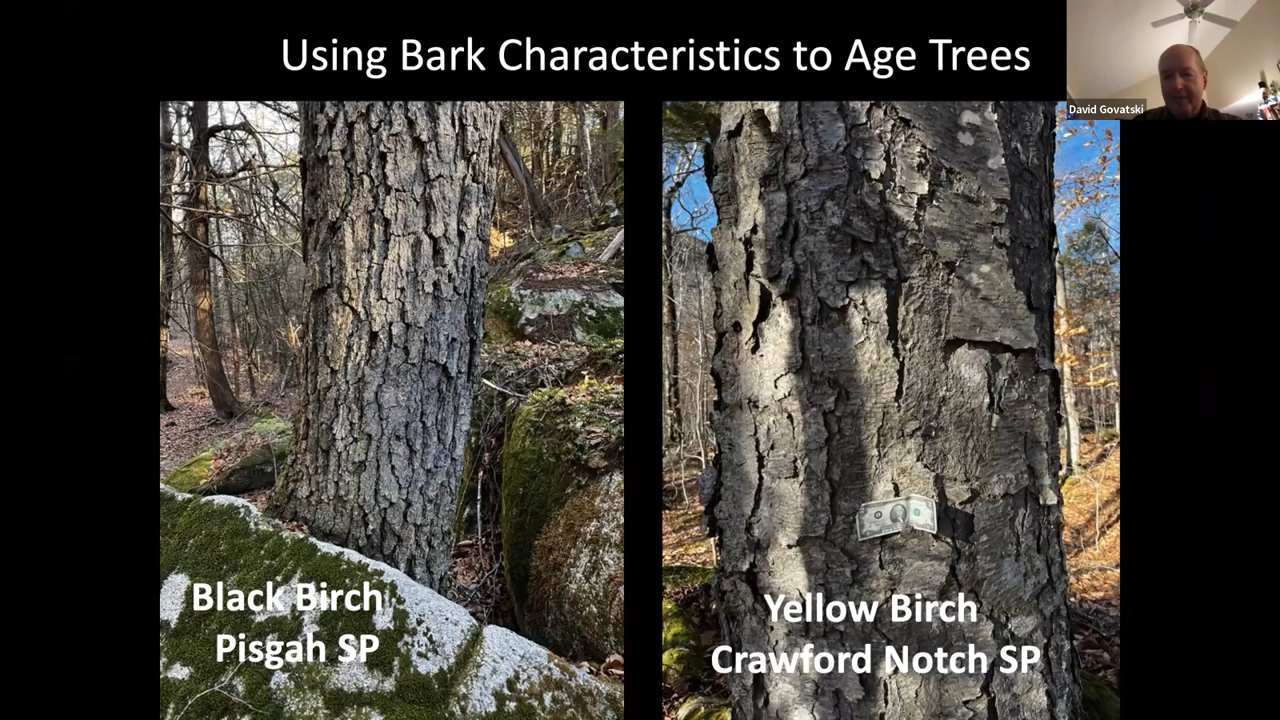 Using Bark Characteristics to Age Trees
David Govatski
Black Birch
Pisgah SP
Yellow Birch
Crawford Notch SP